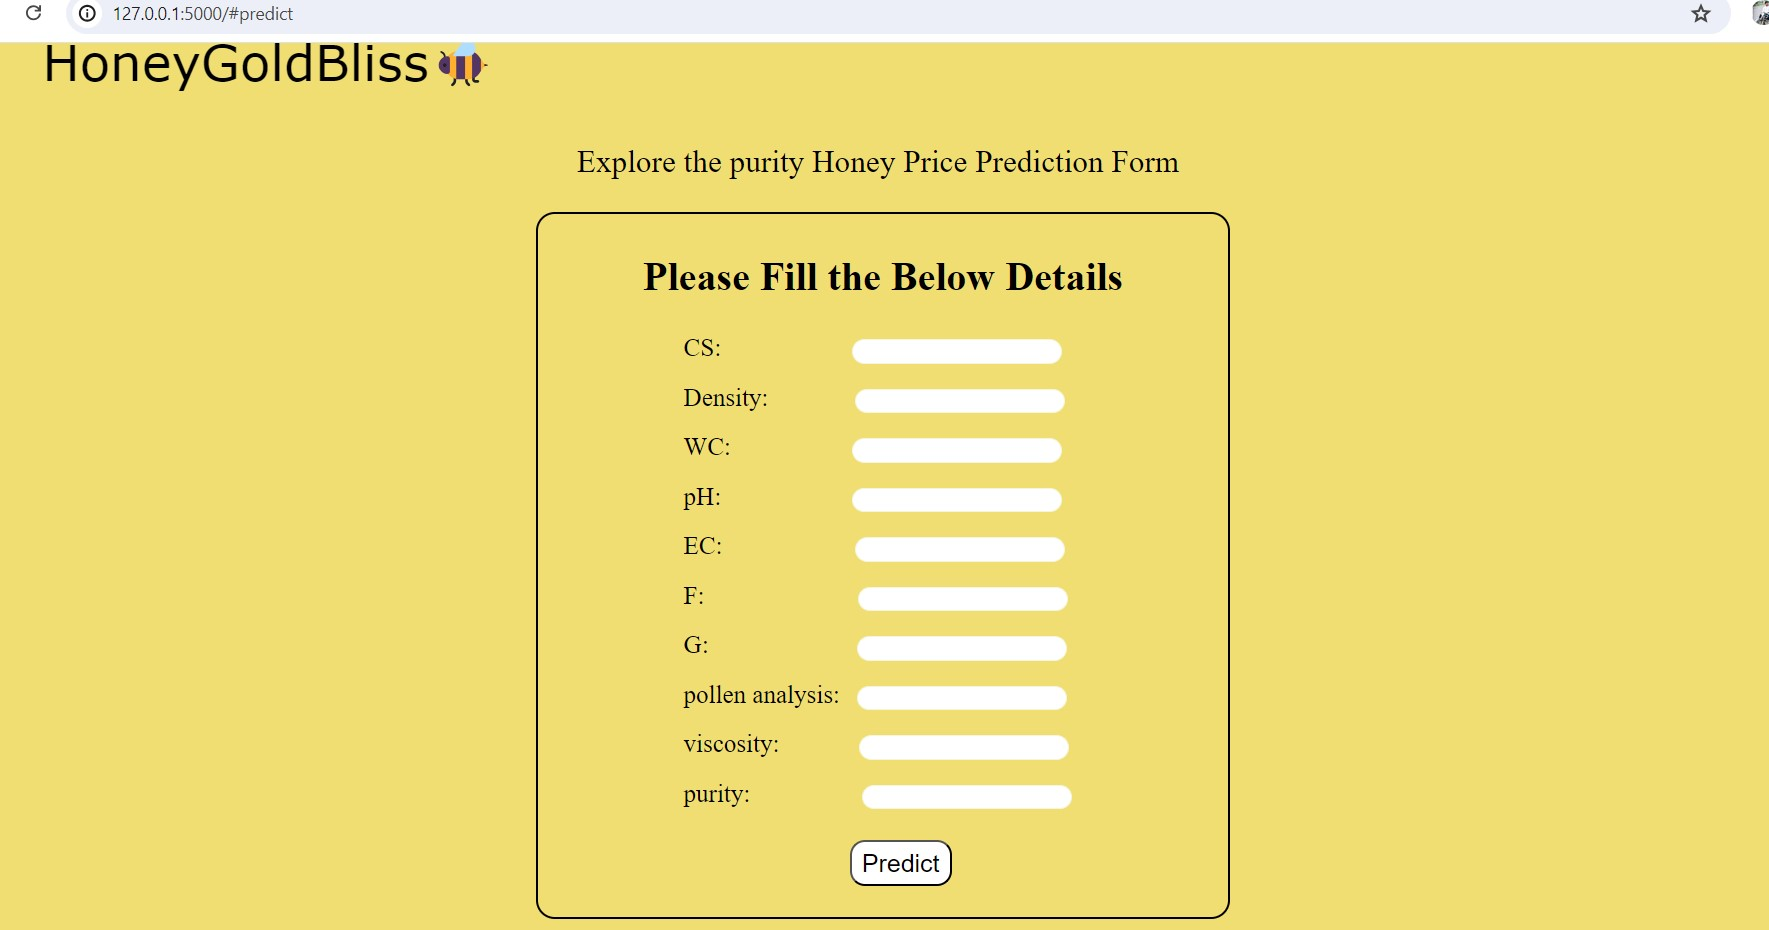 127.0.0.1:5000/#predict
HoneyGoldBliss
Explore the purity Honey Price Prediction Form
Please Fill the Below Details
CS:
Density:
WC:
pH:
EC:
F:
G:
pollen analysis:
viscosity:
purity:
Predict